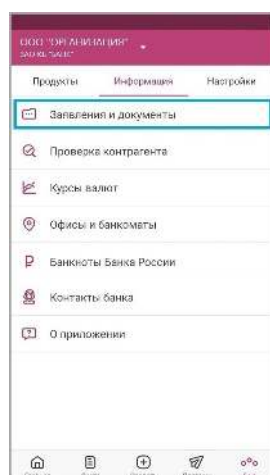 ООО "ОРГАНИЗАЦИЯ"
Продукты Информация Настройки
Заявления и документы
Проверка контрагента
Курсы валют
Офисы и банкоматы
Банкноты Банка России
Контакты банка
О приложении